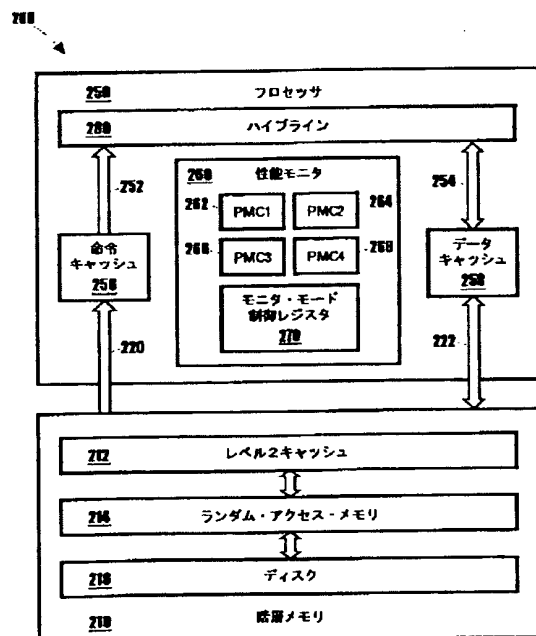 200
250 プロセッサ
280 パイプライン
252
260 性能モニタ
254
262
PMC1
PMC2
264
命令
キャッシュ
256
266
PMC3
PMC4
268
データ
キャッシュ
258
モニタ・モード
制御レジスタ
270
220
222
212 レベル2キャッシュ
214 ランダム・アクセス・メモリ
216 ディスク
210 階層メモリ